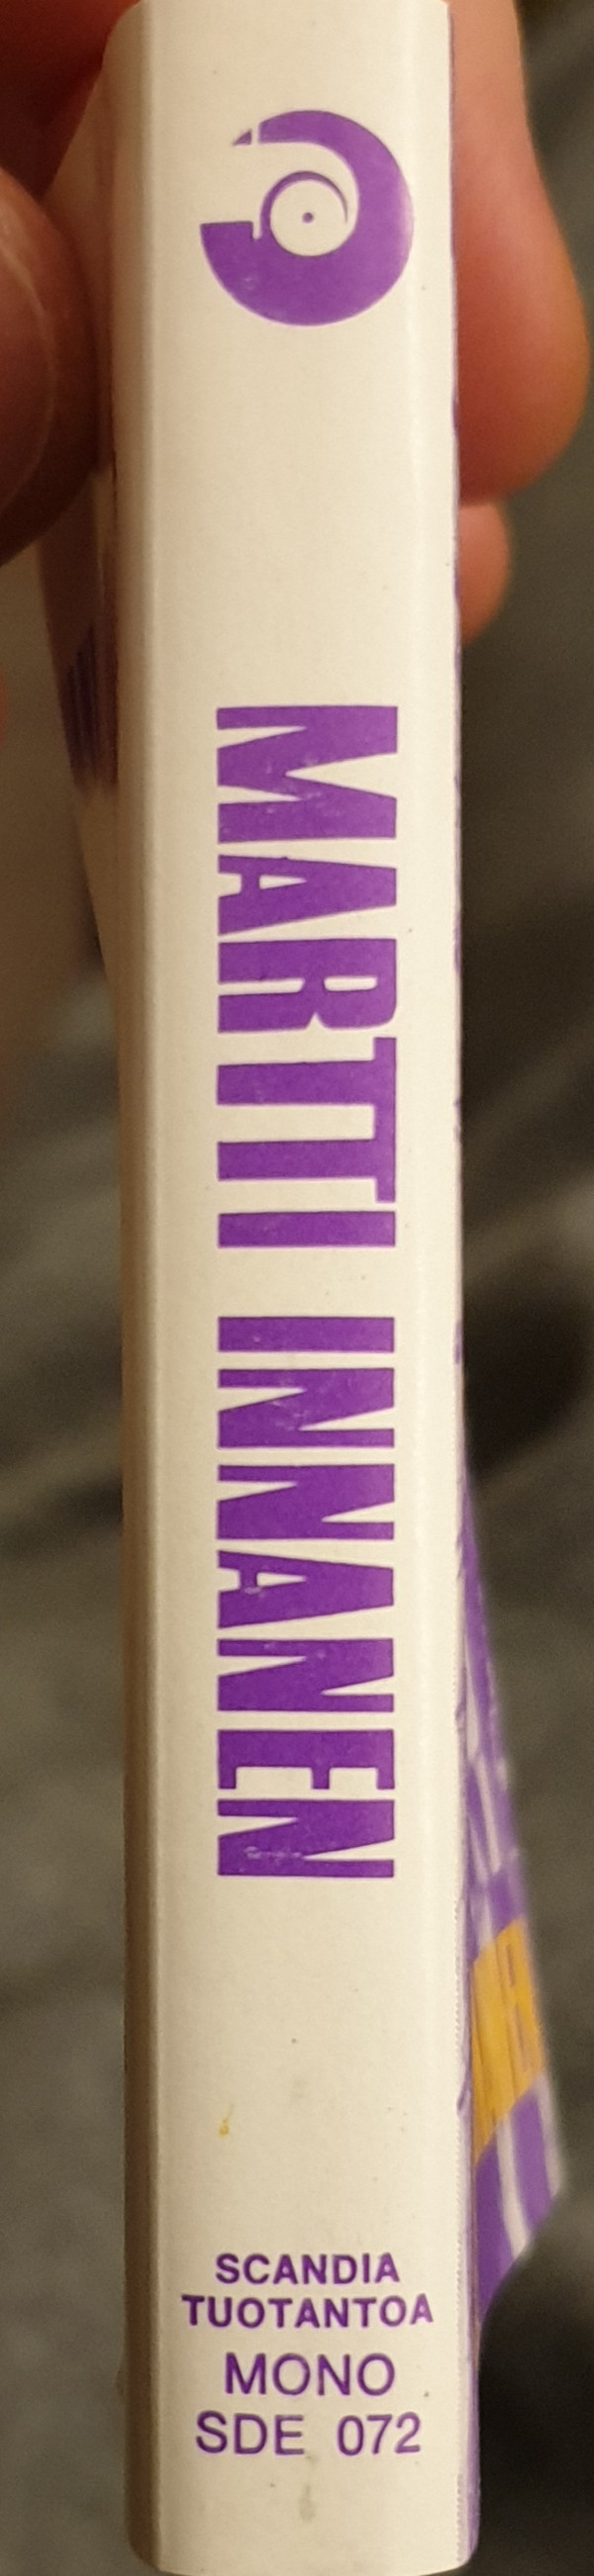 MARTTI INNANEN
SCANDIA
TUOTANTOA
MONO
SDE 072